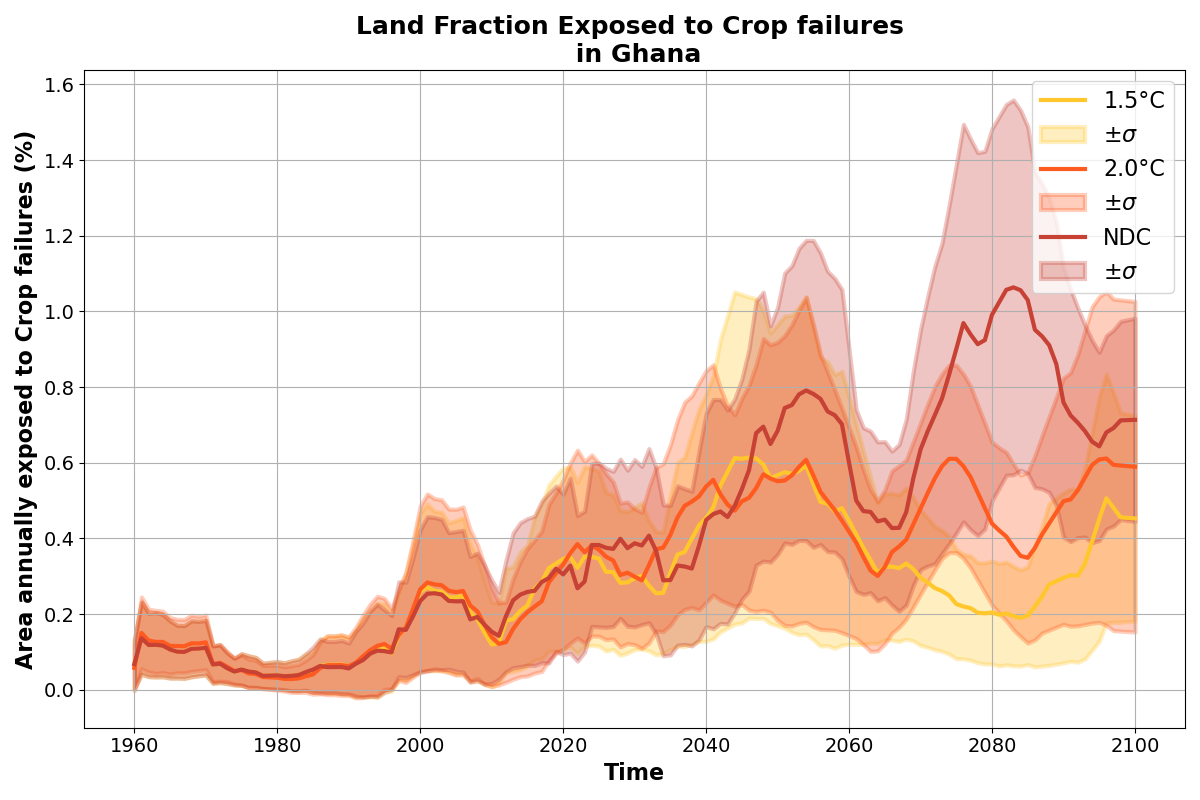 Land Fraction Exposed to Crop failures
in Ghana
Area annually exposed to Crop failures (%)
1.6
1.4
1.2
1.0
0.8
0.6
0.4
0.2
0.0
1.5°C
±σ
2.0°C
±σ
NDC
±σ
1960 1980 2000 2020 2040 2060 2080 2100
Time